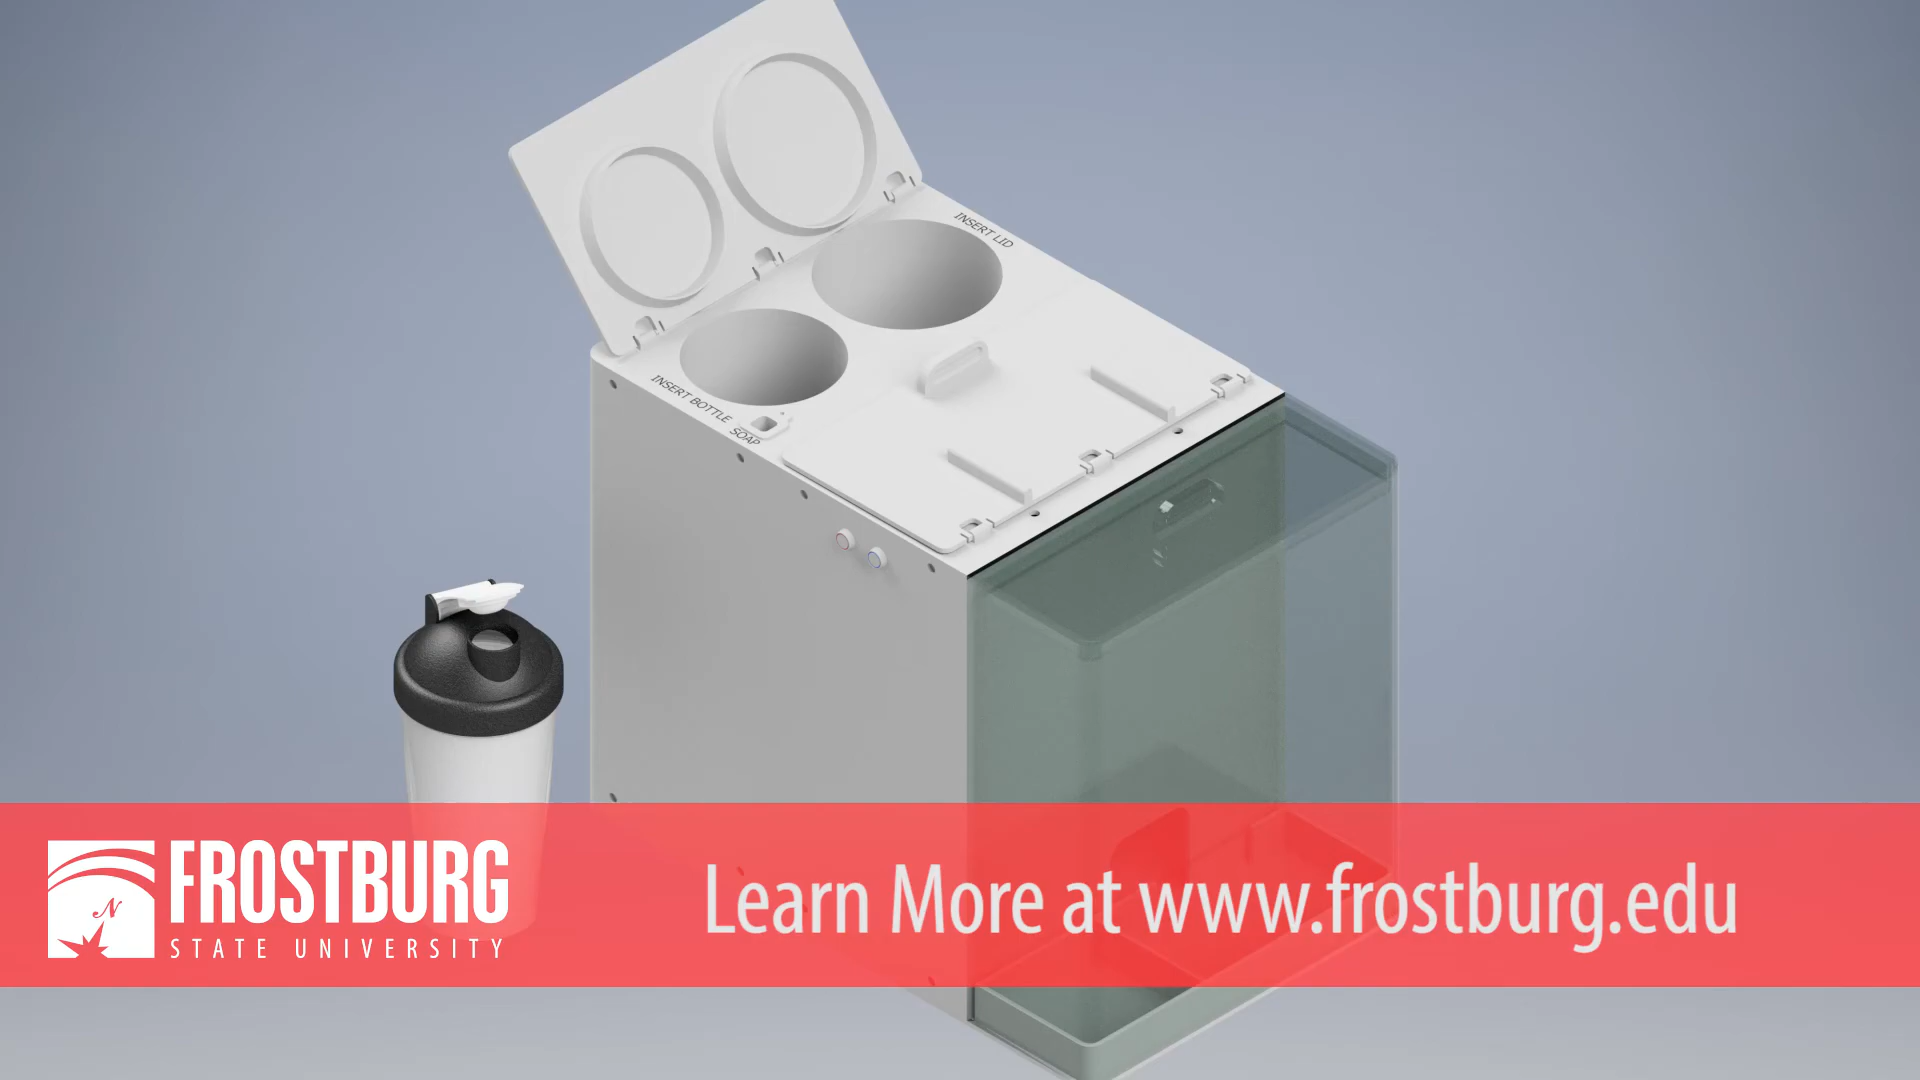 INSERT LID
INSERT BOTTLE
SOAP
N
FROSTBURG
STATE UNIVERSITY
Learn More at www.frostburg.edu